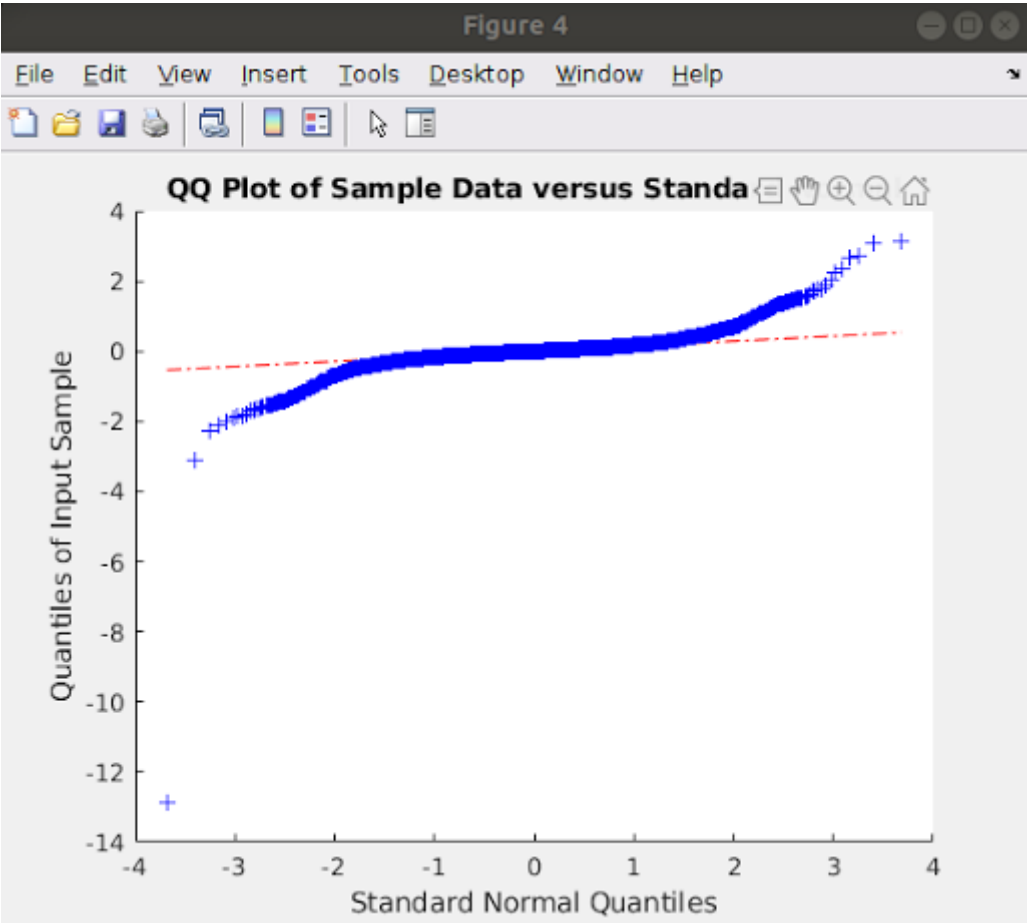 Figure 4
File Edit View Insert Tools Desktop Window Help
QQ Plot of Sample Data versus Standa
4
2
0
-2
-4
-6
-8
-10
-12
-14
Quantiles of Input Sample
-4 -3 -2 -1 0 1 2 3 4
Standard Normal Quantiles